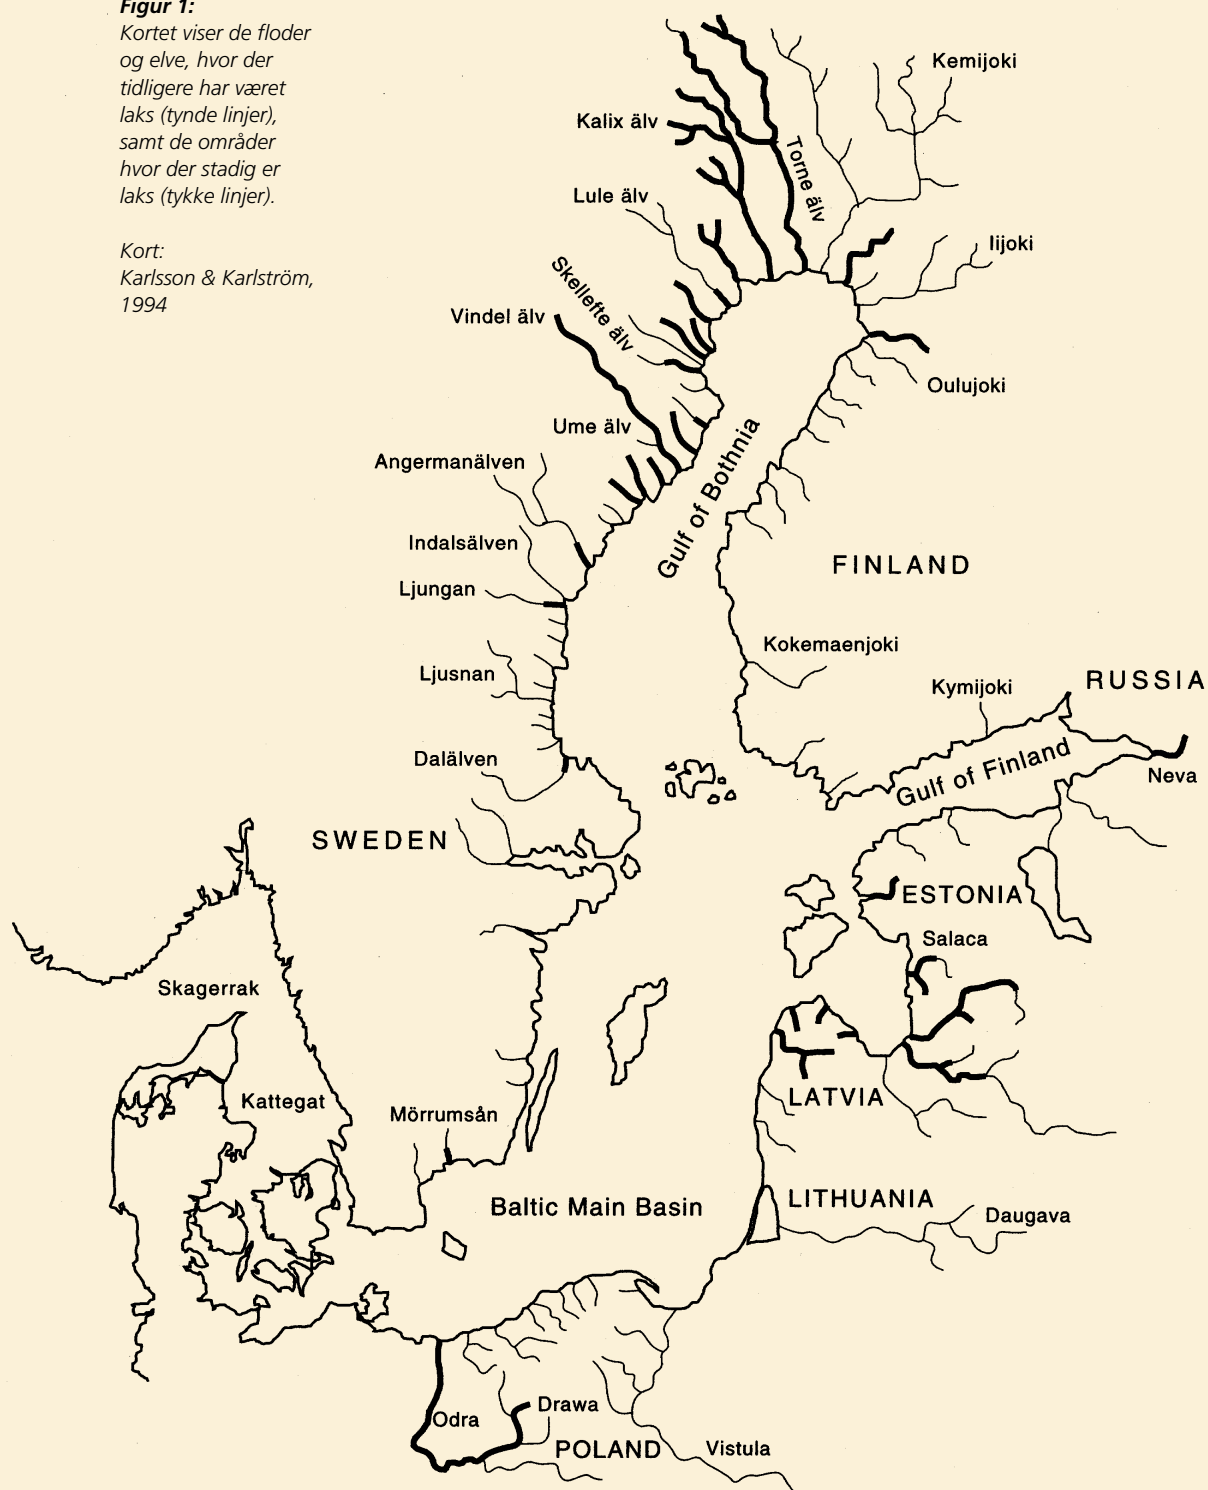 Figur 1:
Kortet viser de floder
og elve, hvor der
tidligere har været
laks (tynde linjer),
samt de områder
hvor der stadig er
laks (tykke linjer).
Kort:
Karlsson & Karlström,
1994
Kemijoki
Kalix älv
Torne älv
Lule älv
Iijoki
Skellefte älv
Vindel älv
Oulujoki
Ume älv
Angermanälven
Gulf of Bothnia
Indalsälven
FINLAND
Ljungan
Kokemaenjoki
Ljusnan
Kymijoki
RUSSIA
Dalälven
Gulf of Finland
Neva
SWEDEN
ESTONIA
Salaca
Skagerrak
Kattegat
LATVIA
Mörrumsån
Baltic Main Basin
LITHUANIA
Daugava
Drawa
Odra
POLAND
Vistula